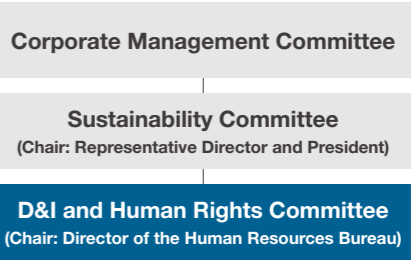 Corporate Management Committee
Sustainability Committee
(Chair: Representative Director and President)
D&I and Human Rights Committee
(Chair: Director of the Human Resources Bureau)